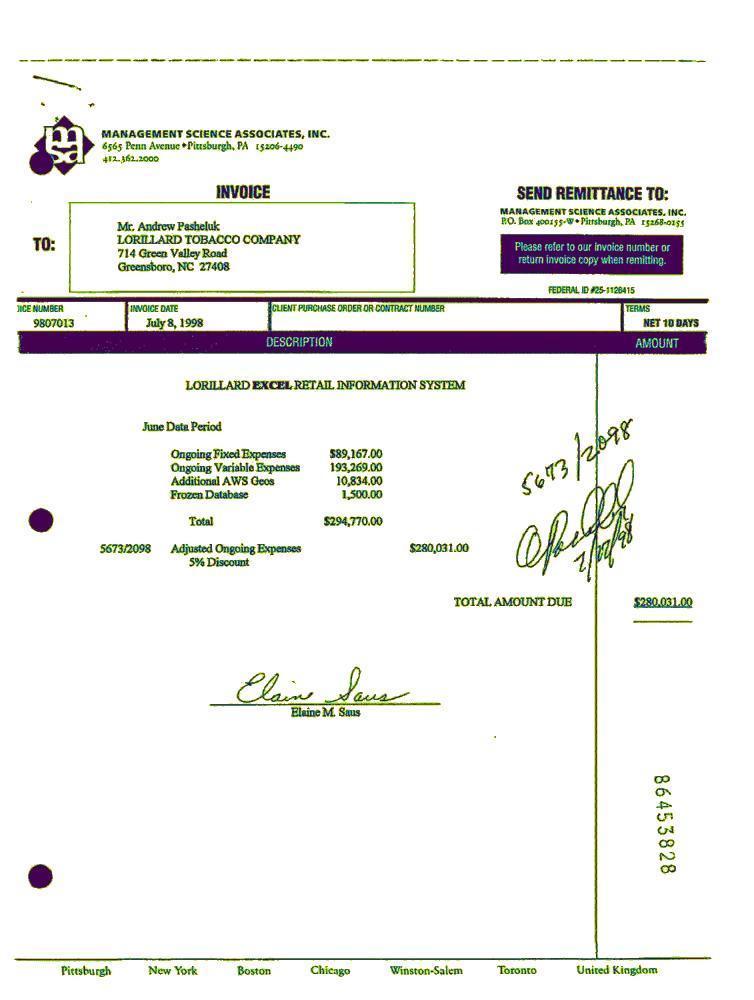 msa
MANAGEMENT SCIENCE ASSOCIATES, INC.
6565 Penn Avenue • Pittsburgh, PA 15206-4490
412.362.2000
INVOICE
SEND REMITTANCE TO:
MANAGEMENT SCIENCE ASSOCIATES, INC.
P.O. Box 400155-W • Pittsburgh, PA 15268-0155
TO:
Mr. Andrew Pasheluk
LORILLARD TOBACCO COMPANY
714 Green Valley Road
Greensboro, NC 27408
Please refer to our invoice number or
return invoice copy when remitting.
FEDERAL ID #25-1128415
ICE NUMBER INVOICE DATE CLIENT PURCHASE ORDER OR CONTRACT NUMBER TERMS
9807013 July 8, 1998 NET 10 DAYS
DESCRIPTION AMOUNT
LORILLARD EXCEL RETAIL INFORMATION SYSTEM
June Data Period
Ongoing Fixed Expenses $89,167.00
Ongoing Variable Expenses 193,269.00
Additional AWS Geos 10,834.00
Frozen Database 1,500.00
Total $294,770.00
5673/2098
5673/2098 Adjusted Ongoing Expenses $280,031.00
5% Discount
TOTAL AMOUNT DUE $280,031.00
Elaine Saus
Elaine M. Saus
86453828
Pittsburgh New York Boston Chicago Winston-Salem Toronto United Kingdom